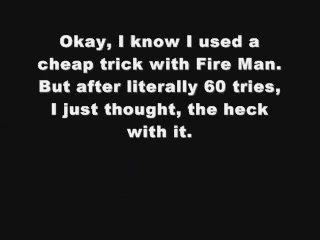 Okay, I know I used a
cheap trick with Fire Man.
But after literally 60 tries,
I just thought, the heck
with it.